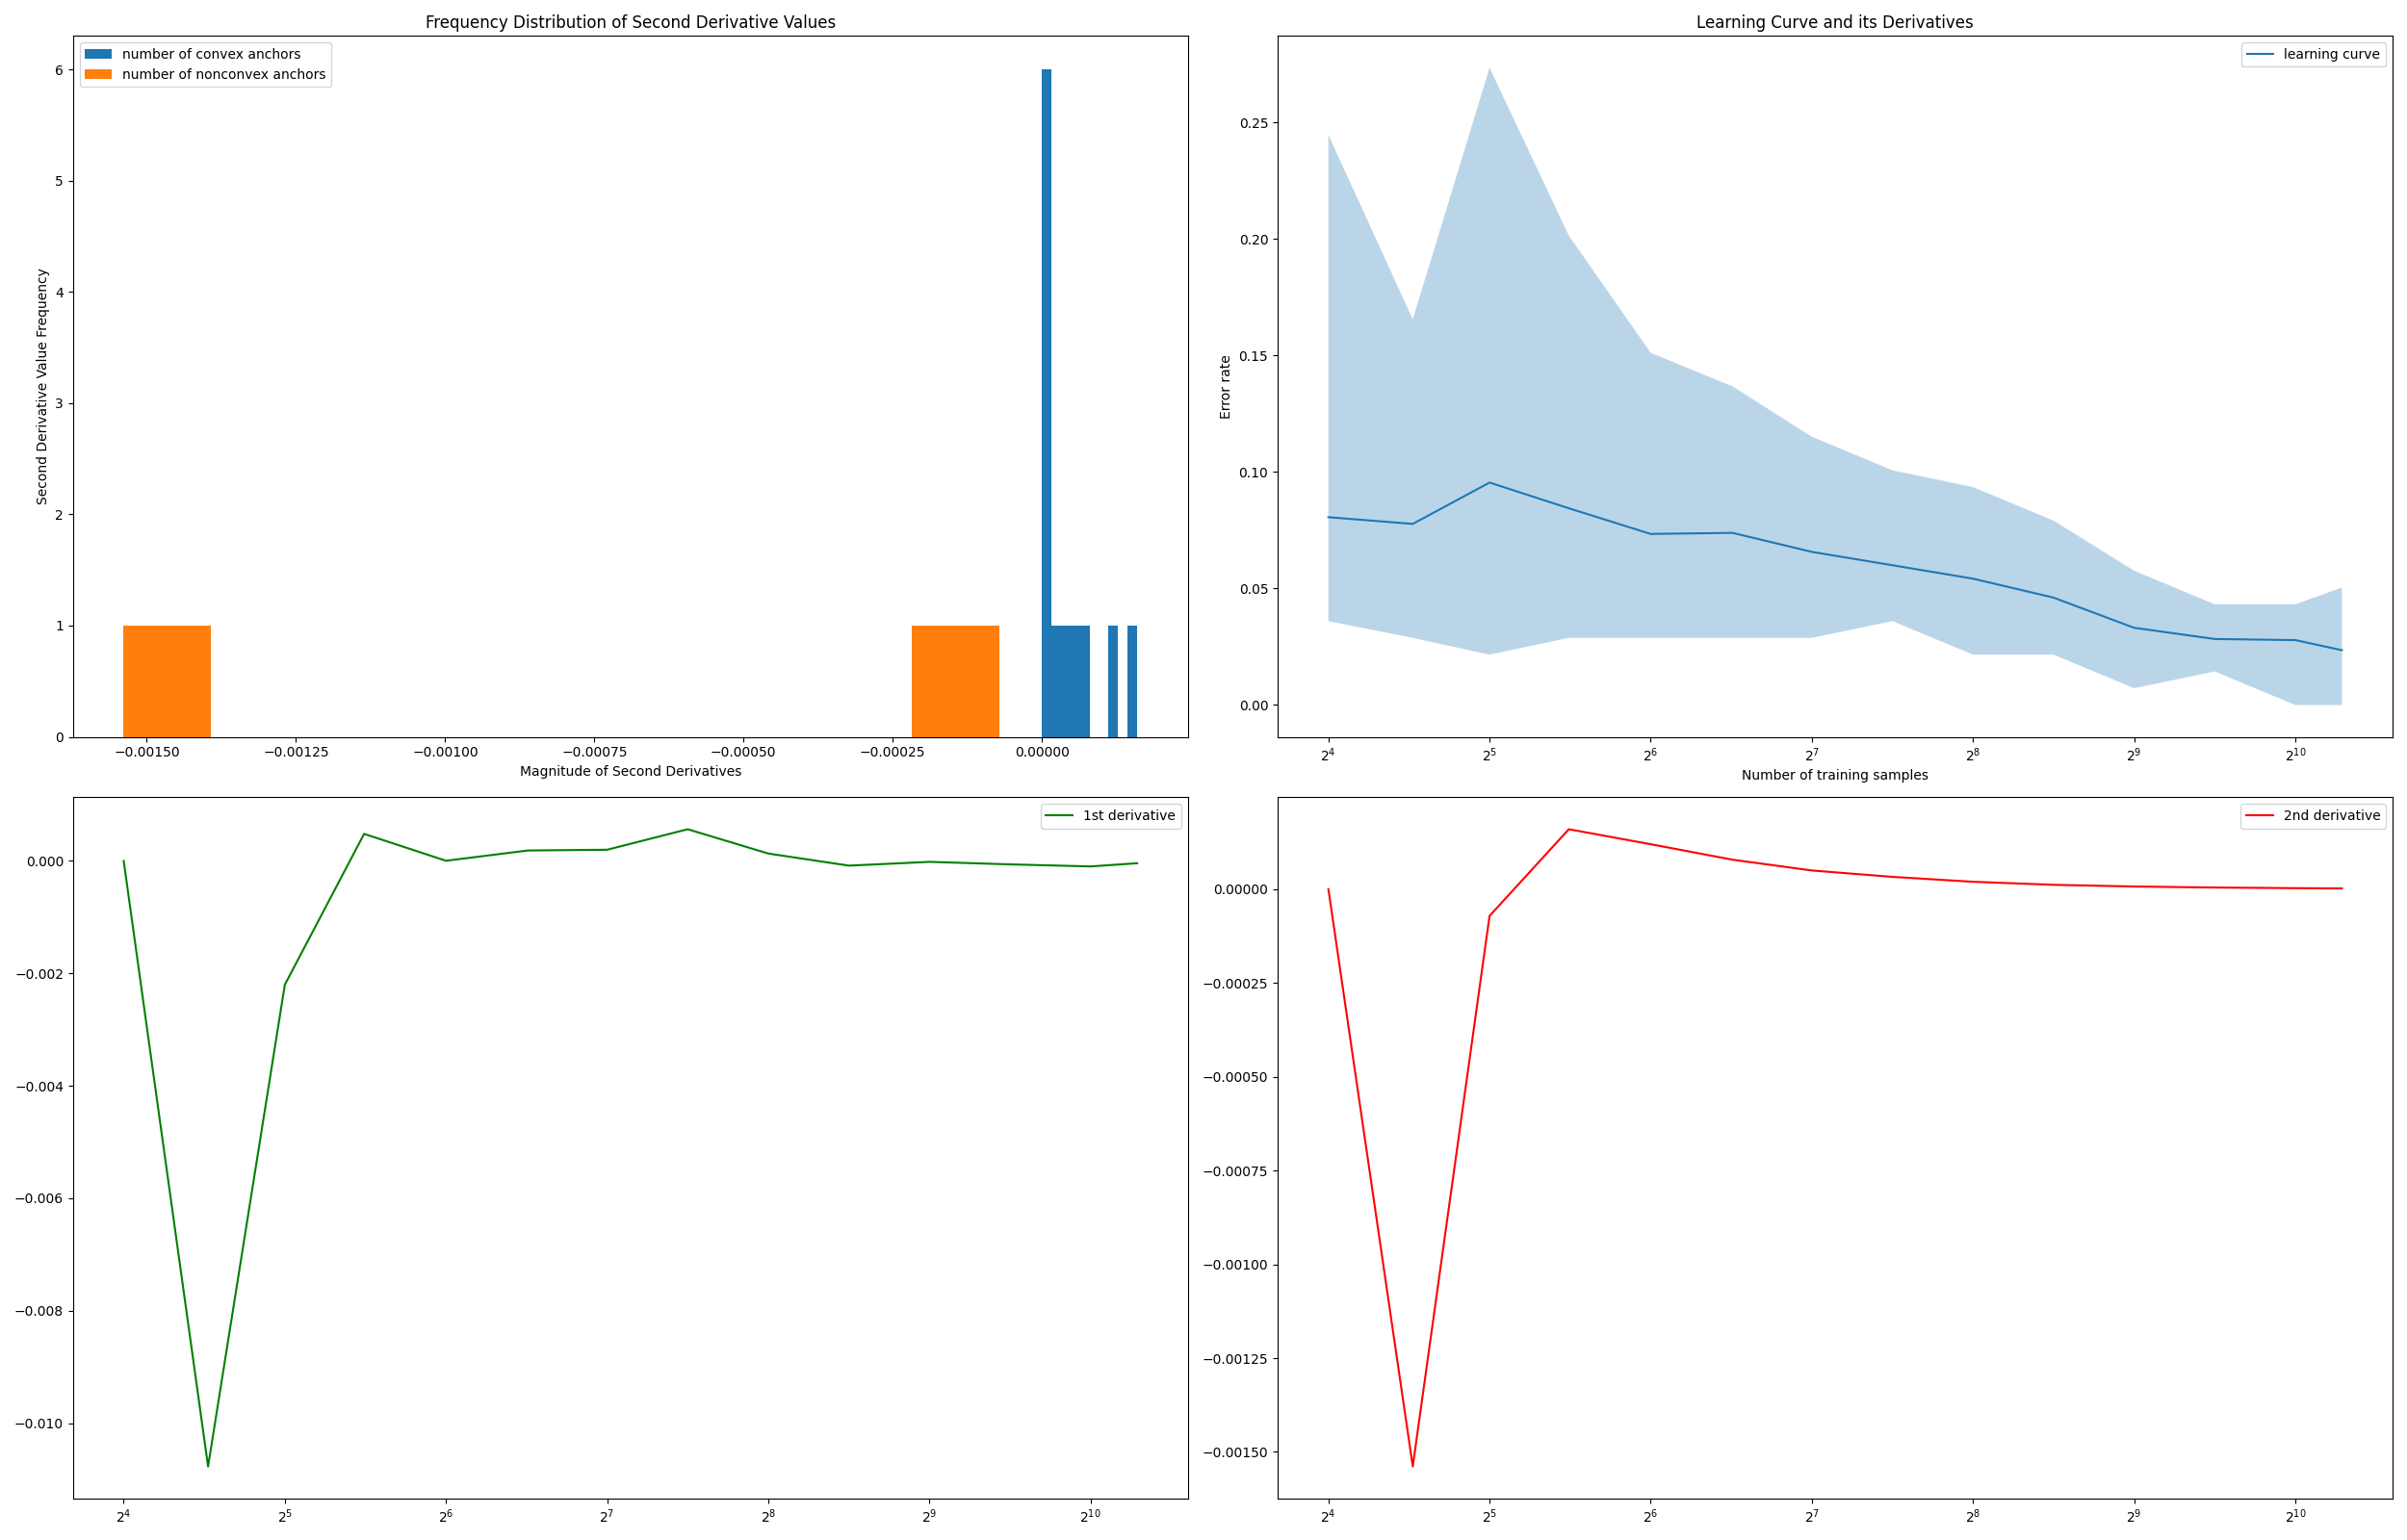 Frequency Distribution of Second Derivative Values
number of convex anchors
number of nonconvex anchors
6
5
4
3
2
1
0
Second Derivative Value Frequency
−0.00150 −0.00125 −0.00100 −0.00075 −0.00050 −0.00025 0.00000
Magnitude of Second Derivatives
Learning Curve and its Derivatives
learning curve
0.25
0.20
0.15
0.10
0.05
0.00
Error rate
2^4 2^5 2^6 2^7 2^8 2^9 2^10
Number of training samples
1st derivative
0.000
−0.002
−0.004
−0.006
−0.008
−0.010
2^4 2^5 2^6 2^7 2^8 2^9 2^10
2nd derivative
0.00000
−0.00025
−0.00050
−0.00075
−0.00100
−0.00125
−0.00150
2^4 2^5 2^6 2^7 2^8 2^9 2^10